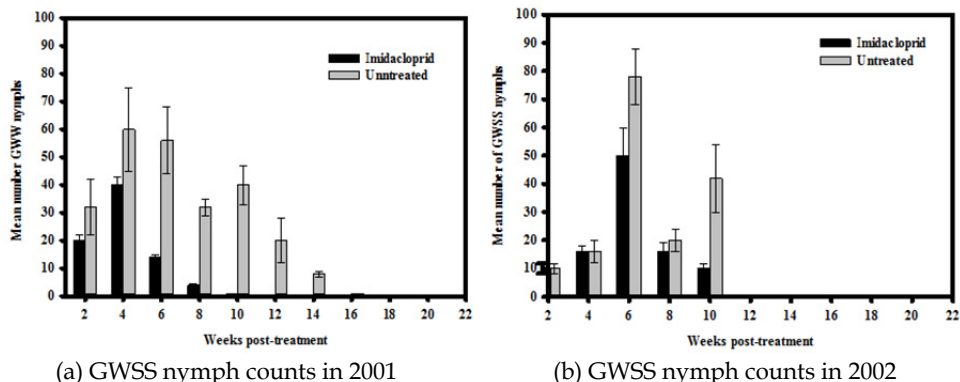 100
90
80
70
60
50
40
30
20
10
0
Mean number GWW nymphs
Imidacloprid
Unntreated
2 4 6 8 10 12 14 16 18 20 22
Weeks post-treatment
(a) GWSS nymph counts in 2001
100
90
80
70
60
50
40
30
20
10
0
Mean number of GWSS nymphs
Imidacloprid
Untreated
2 4 6 8 10 12 14 16 18 20 22
Weeks post-treatment
(b) GWSS nymph counts in 2002